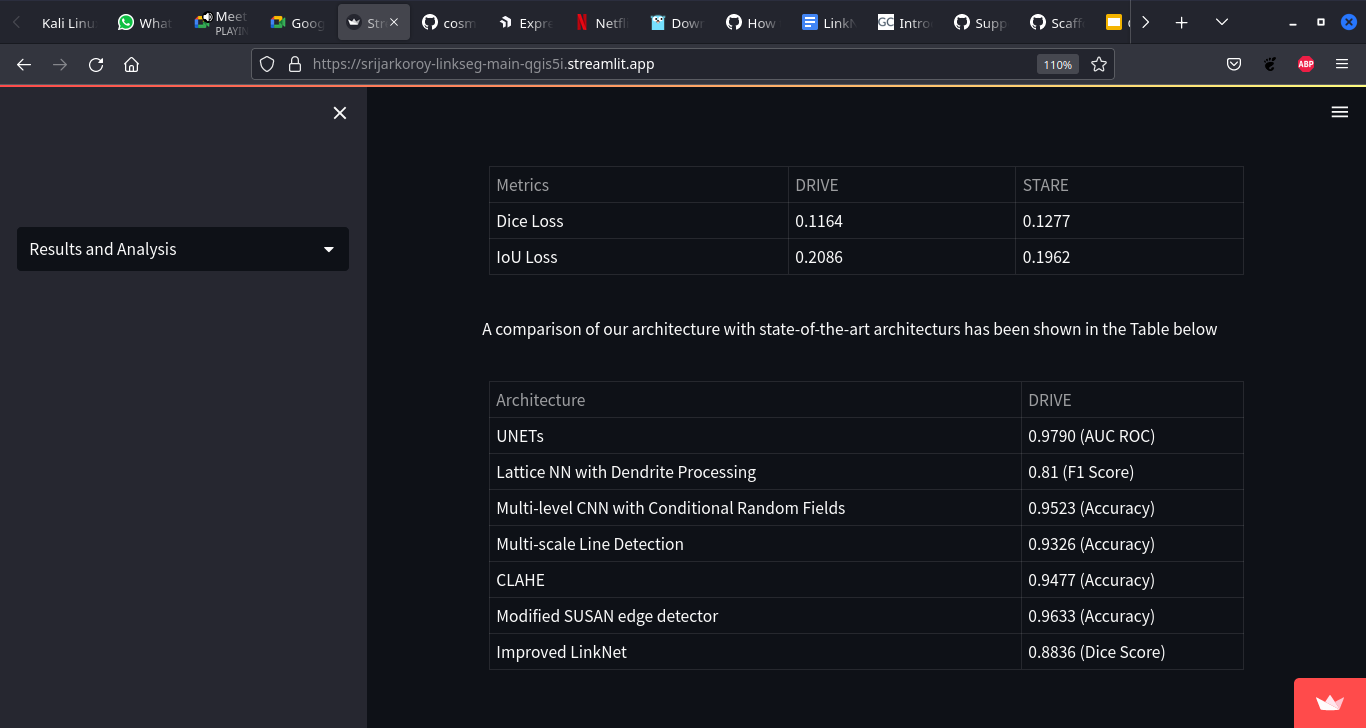 Kali Linu What Meet PLAYIN Goog Str cosm Expre Netfl Dow How LinkN GC Intro Supp Scaff
https://srijarkoroy-linkseg-main-qgis5i.streamlit.app 110% ABP
Metrics DRIVE STARE
Dice Loss 0.1164 0.1277
Results and Analysis
IoU Loss 0.2086 0.1962
A comparison of our architecture with state-of-the-art architecturs has been shown in the Table below
Architecture DRIVE
UNETs 0.9790 (AUC ROC)
Lattice NN with Dendrite Processing 0.81 (F1 Score)
Multi-level CNN with Conditional Random Fields 0.9523 (Accuracy)
Multi-scale Line Detection 0.9326 (Accuracy)
CLAHE 0.9477 (Accuracy)
Modified SUSAN edge detector 0.9633 (Accuracy)
Improved LinkNet 0.8836 (Dice Score)